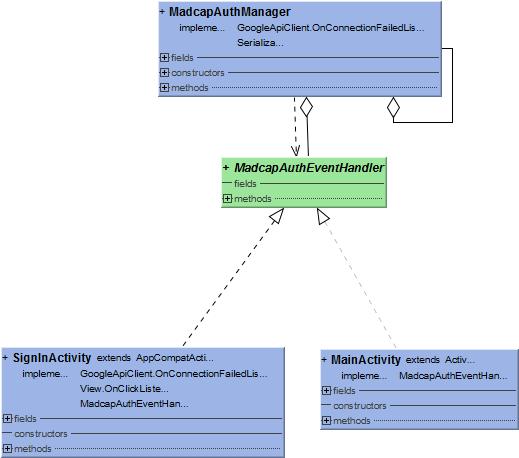 + MadcapAuthManager
impleme... GoogleApiClient.OnConnectionFailedLis...
Serializa...
+ fields
+ constructors
+ methods
+ MadcapAuthEventHandler
fields
+ methods
+ SignInActivity extends AppCompatActi...
impleme... GoogleApiClient.OnConnectionFailedLis...
View.OnClickListe...
MadcapAuthEventHan...
+ fields
constructors
+ methods
+ MainActivity extends Activ...
impleme... MadcapAuthEventHan...
+ fields
constructors
+ methods